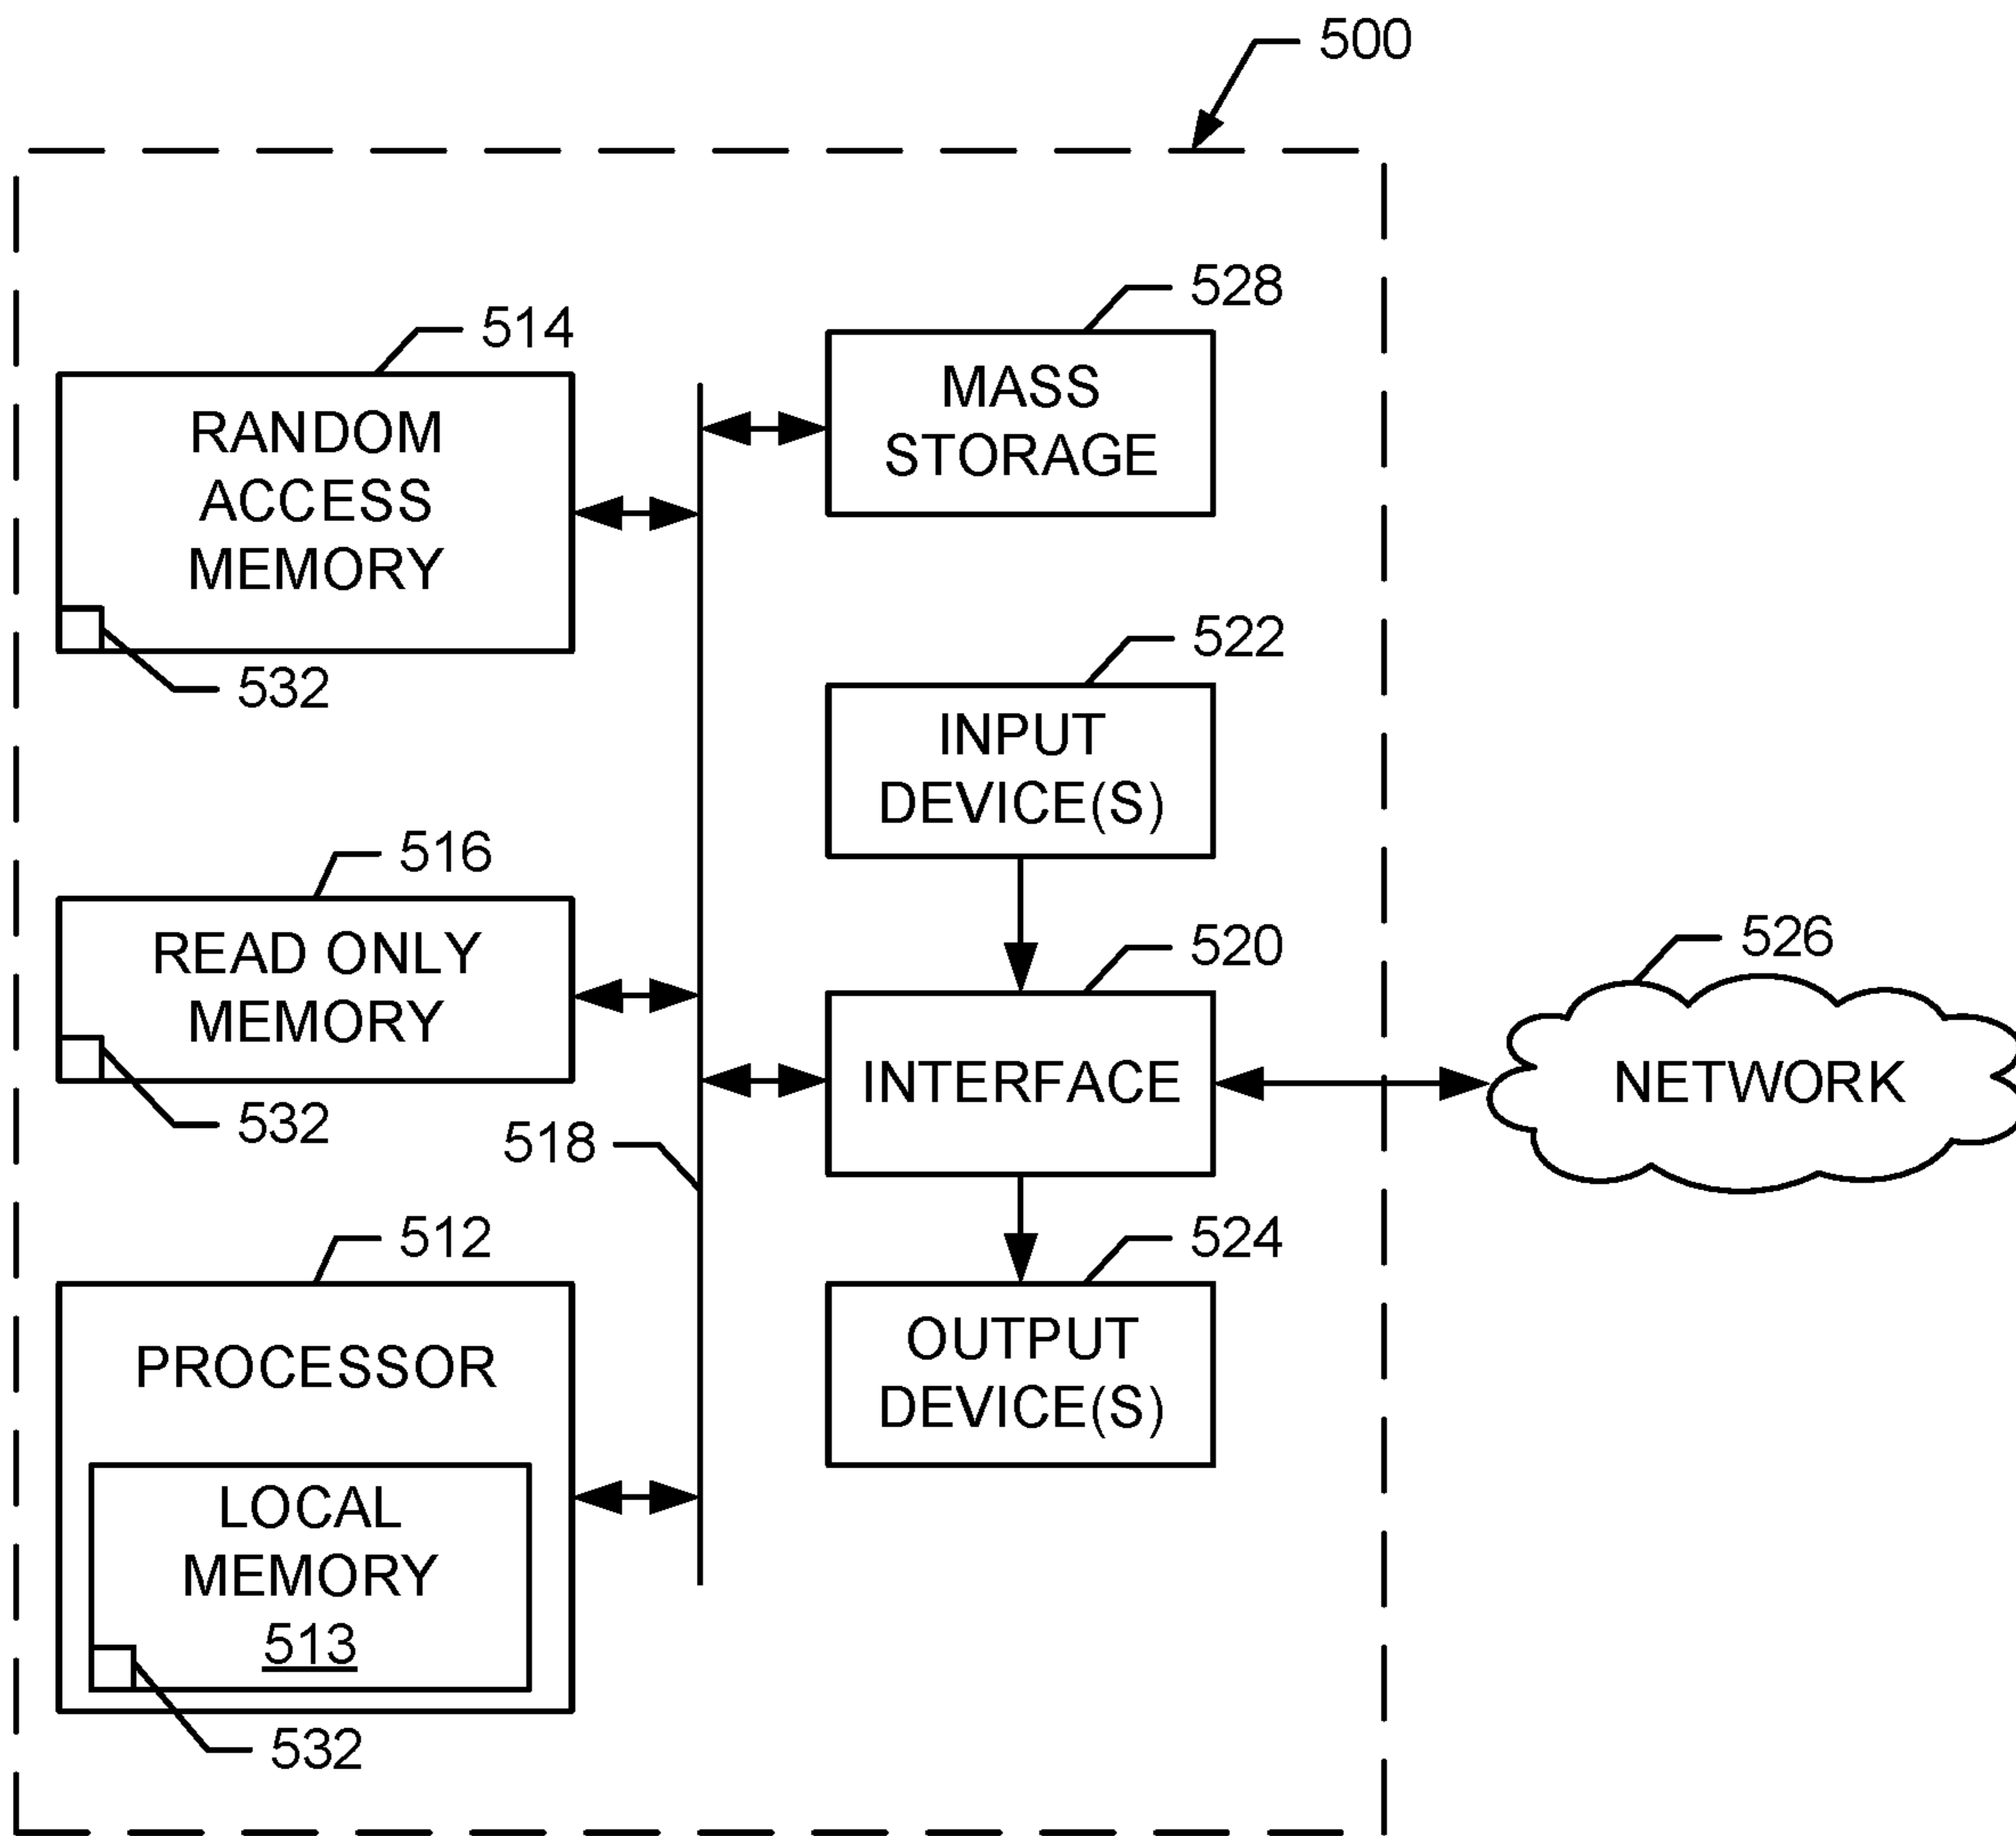 500
528
514
MASS
STORAGE
RANDOM
ACCESS
MEMORY
532
522
INPUT
DEVICE(S)
516
READ ONLY
MEMORY
532
520
INTERFACE
526
NETWORK
518
512
PROCESSOR
LOCAL
MEMORY
513
532
524
OUTPUT
DEVICE(S)